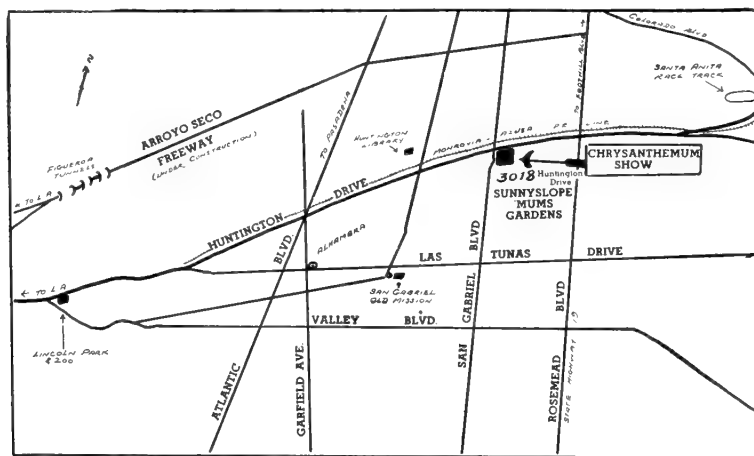 COLORADO BLVD
SANTA ANITA
RACE TRACK
TO FOOTHILL BLVD
N
TO PASADENA
ARROYO SECO
FREEWAY
(UNDER CONSTRUCTION)
FIGUEROA
TUNNELS
HUNTINGTON
LIBRARY
MONROVIA - AZUSA P.E. LINE
CHRYSANTHEMUM
SHOW
← TO LA
3018 Huntington
Drive
SUNNYSLOPE
'MUMS
GARDENS
HUNTINGTON DRIVE
BLVD.
ALHAMBRA
LAS TUNAS DRIVE
BLVD
← TO LA
SAN GABRIEL
OLD MISSION
GABRIEL
BLVD
VALLEY BLVD.
LINCOLN PARK
& ZOO
ATLANTIC
GARFIELD AVE.
SAN
ROSEMEAD
STATE HIGHWAY 19